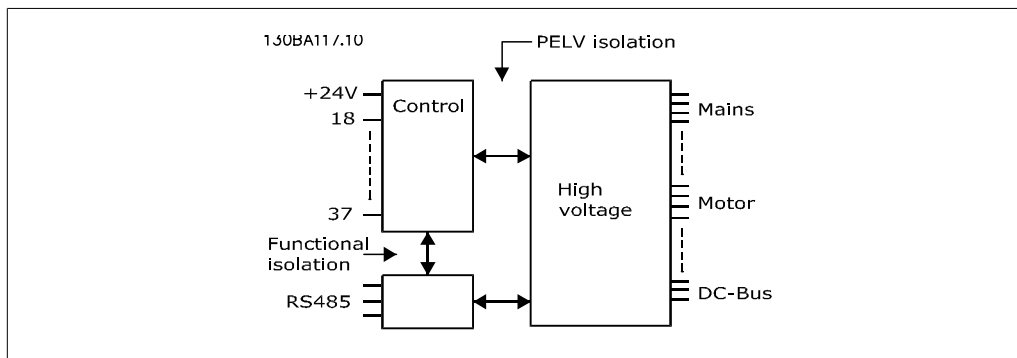 130BA117.10
PELV isolation
+24V
Control
18
Mains
37
High
voltage
Motor
Functional
isolation
RS485
DC-Bus